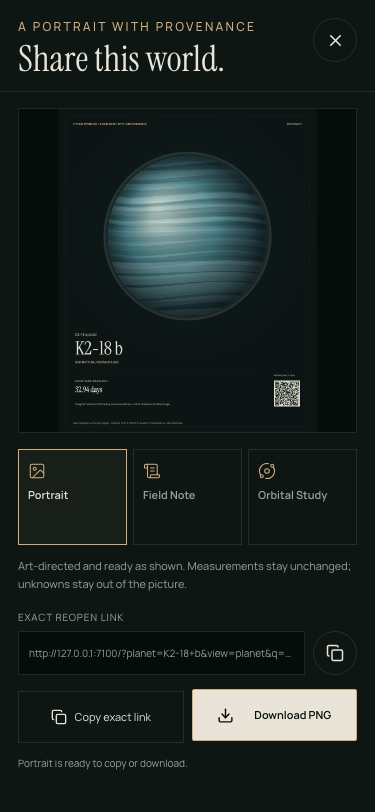 A PORTRAIT WITH PROVENANCE
Share this world.
K2-18 b
32.94 days
Portrait
Field Note
Orbital Study
Art-directed and ready as shown. Measurements stay unchanged;
unknowns stay out of the picture.
EXACT REOPEN LINK
http://127.0.0.1:7100/?planet=K2-18+b&view=planet&q=...
Copy exact link
Download PNG
Portrait is ready to copy or download.